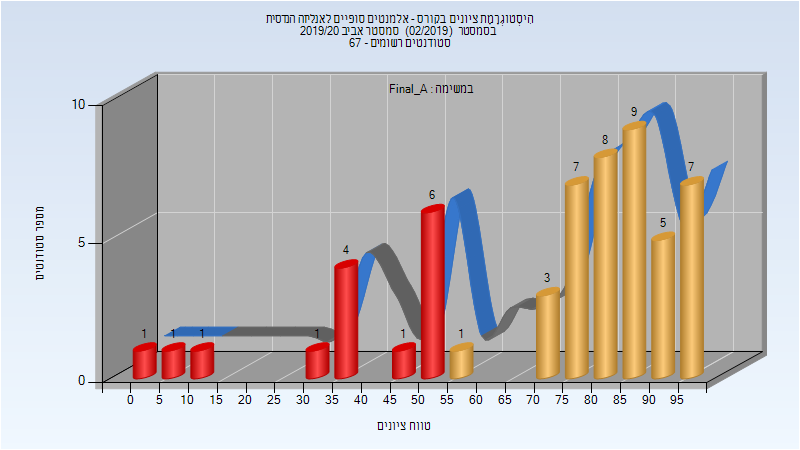 הִיסְטוֹגְרָמַת ציונים בקורס - אלמנטים סופיים לאנליזה הנדסית
בסמסטר (02/2019) סמסטר אביב 2019/20
סטודנטים רשומים - 67
במשימה : Final_A
מספר סטודנטים
10
5
0
1 1 1 1 4 1 6 1 3 7 8 9 5 7
0 5 10 15 20 25 30 35 40 45 50 55 60 65 70 75 80 85 90 95
טווח ציונים